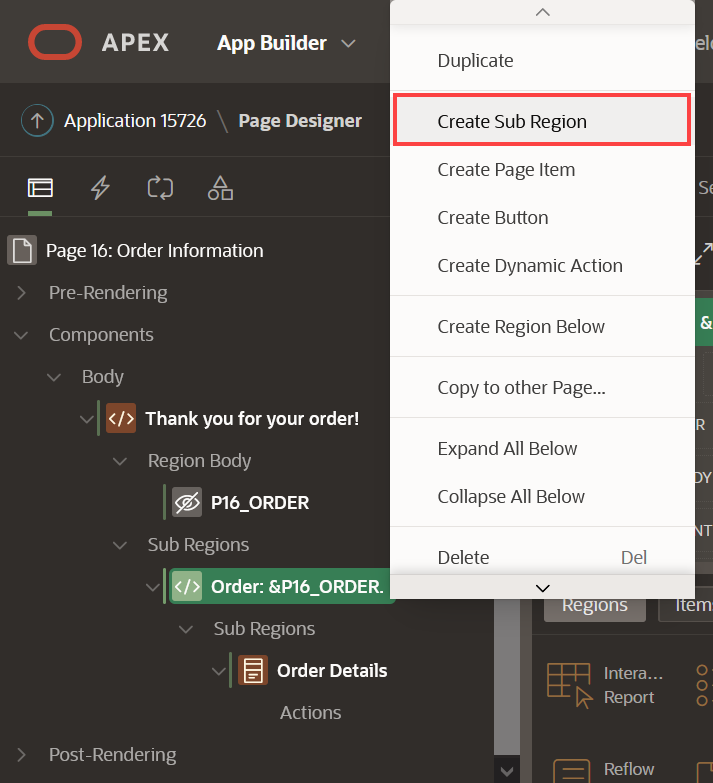 APEX
App Builder
Application 15726
Page Designer
Page 16: Order Information
Pre-Rendering
Components
Body
Thank you for your order!
Region Body
P16_ORDER
Sub Regions
Order: &P16_ORDER.
Sub Regions
Order Details
Actions
Post-Rendering
Duplicate
Create Sub Region
Create Page Item
Create Button
Create Dynamic Action
Create Region Below
Copy to other Page...
Expand All Below
Collapse All Below
Delete Del
&
Regions
Items
Intera...
Report
Reflow